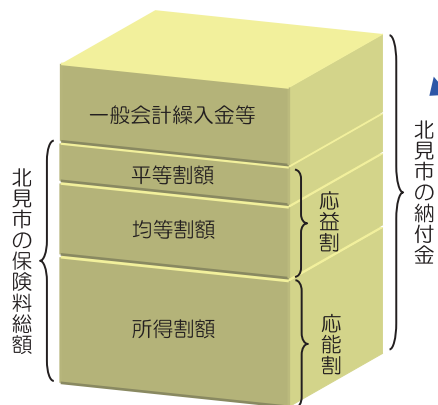 一般会計繰入金等
平等割額
均等割額
所得割額
応益割
応能割
北見市の保険料総額
北見市の納付金